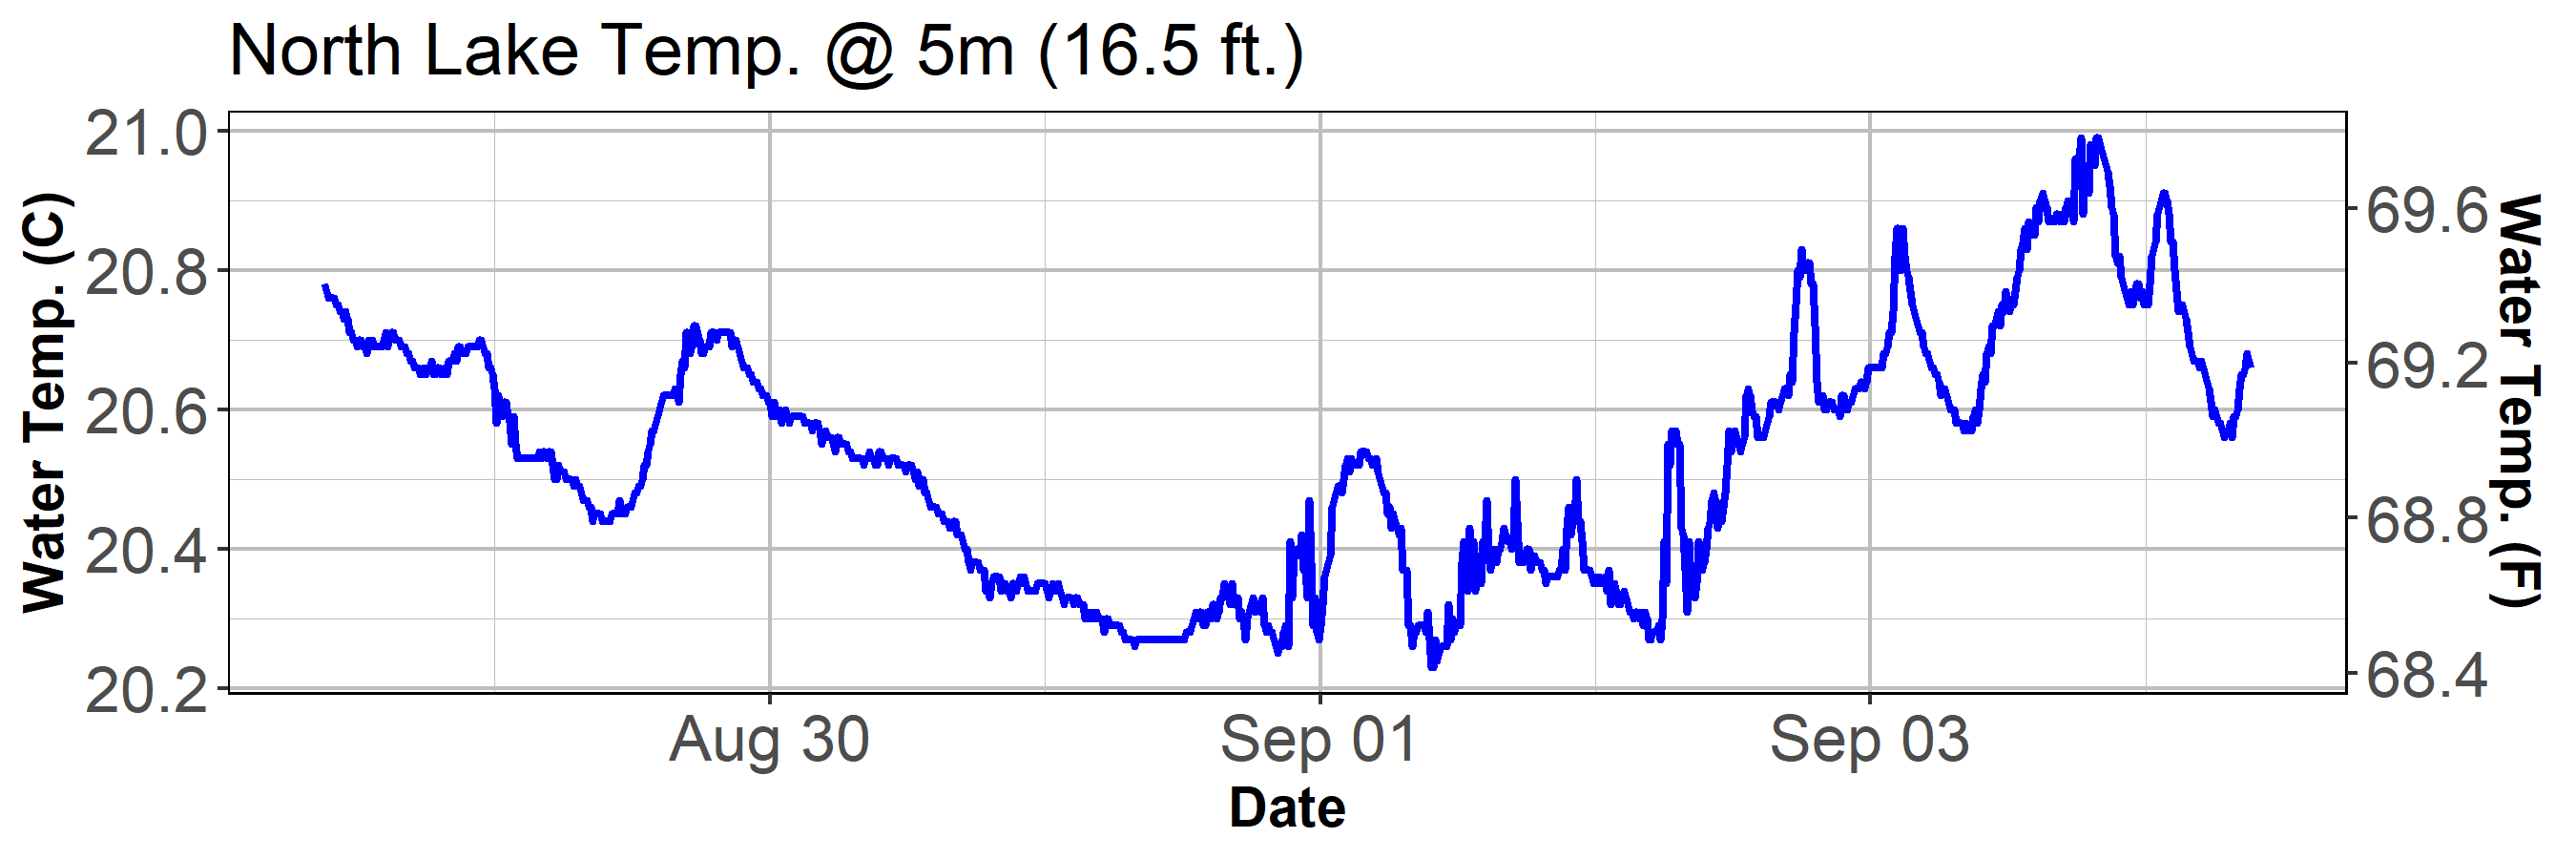 North Lake Temp. @ 5m (16.5 ft.)
Water Temp. (C)
21.0
20.8
20.6
20.4
20.2
69.6
69.2
68.8
68.4
Water Temp. (F)
Aug 30
Sep 01
Sep 03
Date